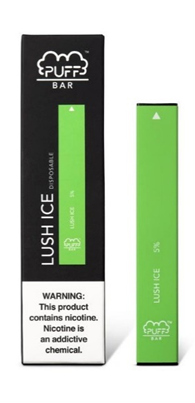 PUFF™
BAR
LUSH ICE
DISPOSABLE
LUSH ICE 5%
WARNING:
This product
contains nicotine.
Nicotine is
an addictive
chemical.
LUSH ICE 5%
PUFF
BAR